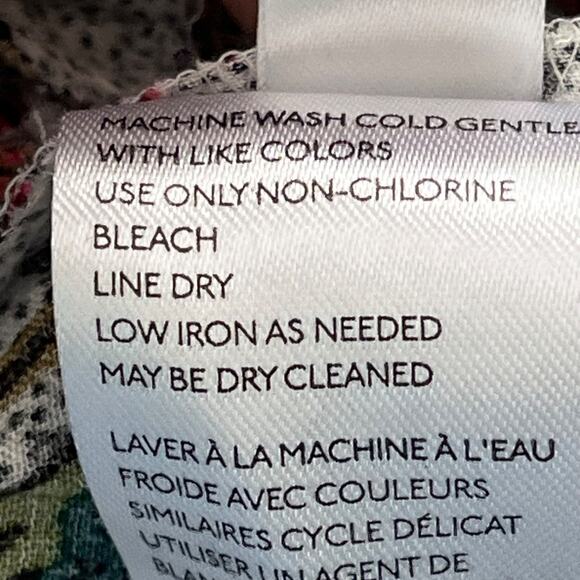 MACHINE WASH COLD GENTLE
WITH LIKE COLORS
USE ONLY NON-CHLORINE
BLEACH
LINE DRY
LOW IRON AS NEEDED
MAY BE DRY CLEANED
LAVER À LA MACHINE À L'EAU
FROIDE AVEC COULEURS
SIMILAIRES CYCLE DÉLICAT
UTILISER UN AGENT DE